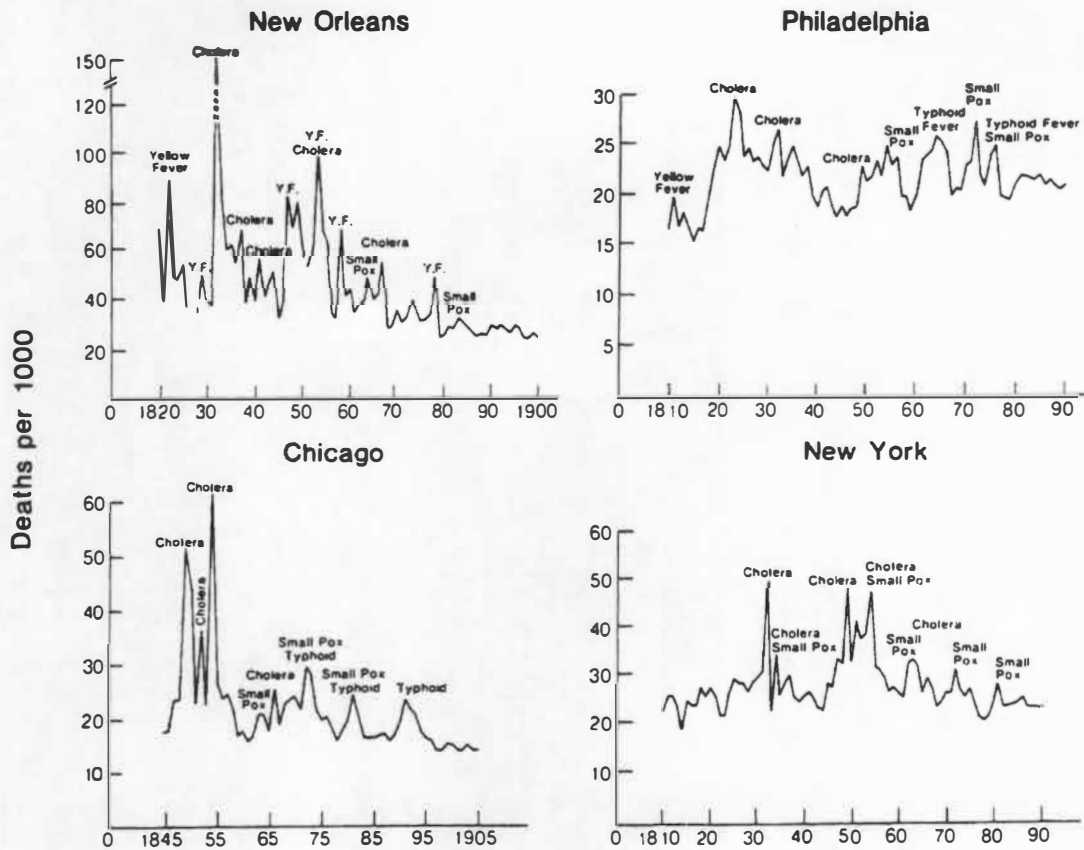 New Orleans
150
120
100
80
60
40
20
0
1820
30
40
50
60
70
80
90
1900
Cholera
Yellow
Fever
Y.F.
Cholera
Cholera
Y.F.
Y.F.
Cholera
Y.F.
Small
Pox
Cholera
Y.F.
Small
Pox
Philadelphia
30
25
20
15
10
5
0
1810
20
30
40
50
60
70
80
90
Yellow
Fever
Cholera
Cholera
Cholera
Small
Pox
Typhoid
Fever
Small
Pox
Typhoid Fever
Small Pox
Deaths per 1000
Chicago
60
50
40
30
20
10
0
1845
55
65
75
85
95
1905
Cholera
Cholera
Cholera
Small
Pox
Cholera
Small Pox
Typhoid
Small Pox
Typhoid
Typhoid
New York
60
50
40
30
20
10
0
1810
20
30
40
50
60
70
80
90
Cholera
Cholera
Small Pox
Cholera
Cholera
Small Pox
Small
Pox
Cholera
Small
Pox
Small
Pox